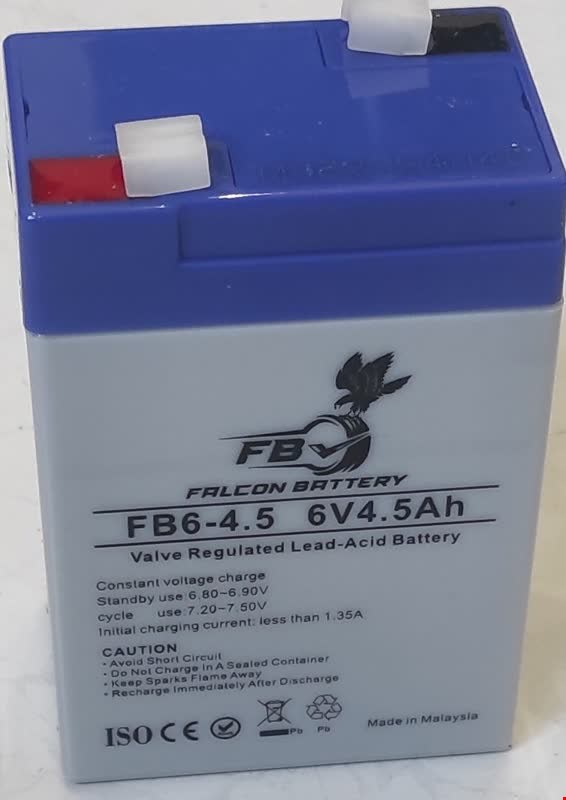 FB
FALCON BATTERY
FB6-4.5 6V4.5Ah
Valve Regulated Lead-Acid Battery
Constant voltage charge
Standby use:6.80~6.90V
cycle use:7.20~7.50V
Initial charging current: less than 1.35A
CAUTION
- Avoid Short Circuit
- Do Not Charge In A Sealed Container
- Keep Sparks Flame Away
- Recharge Immediately After Discharge
ISO CE Pb Pb Made in Malaysia